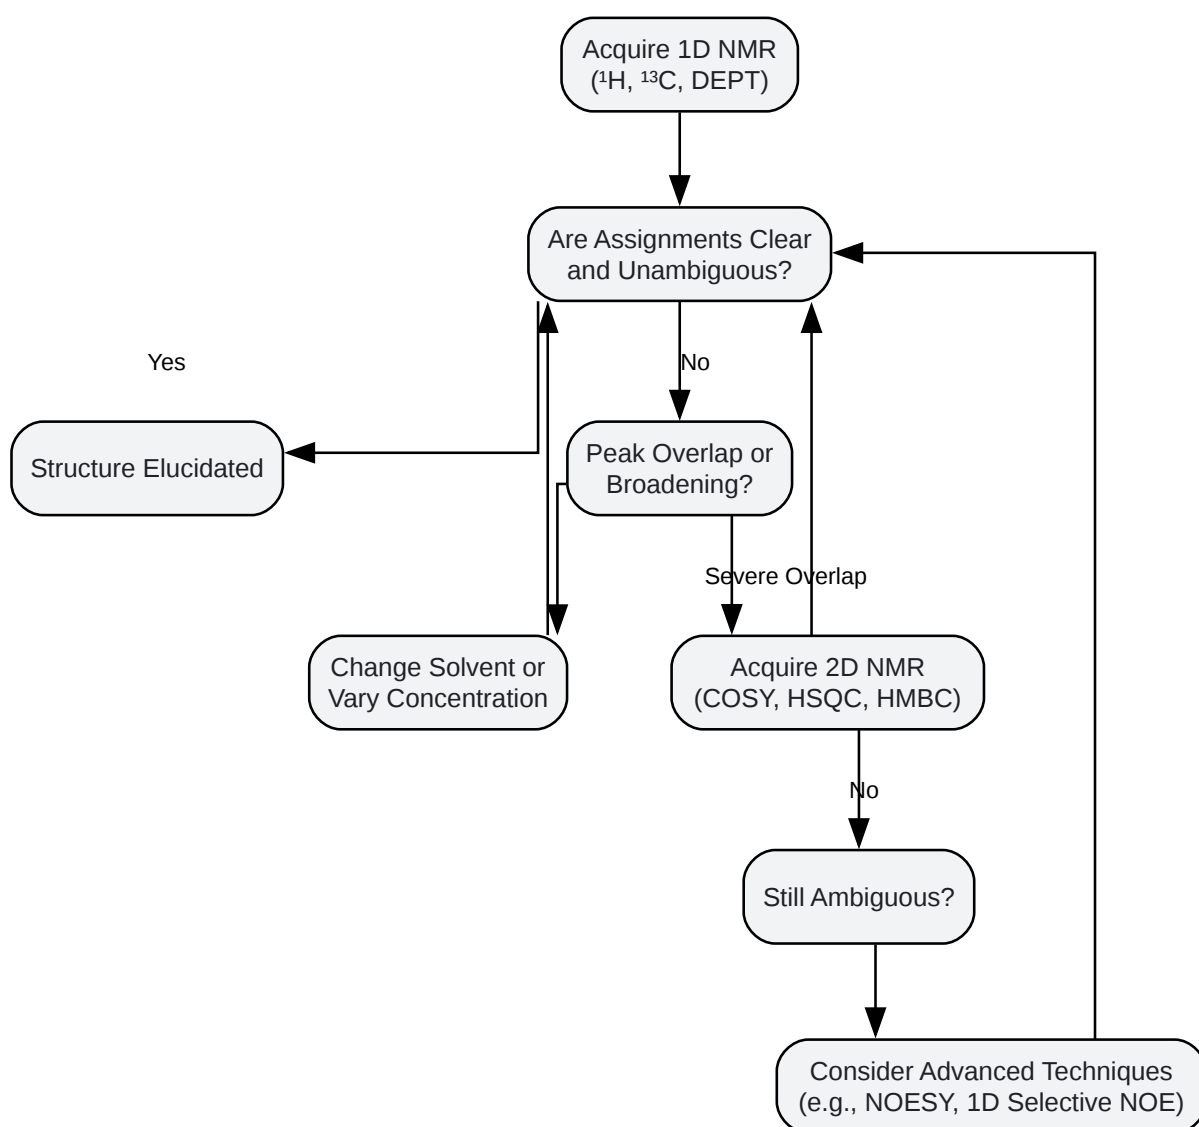 Acquire 1D NMR
(¹H, ¹³C, DEPT)
Are Assignments Clear
and Unambiguous?
Yes
No
Structure Elucidated
Peak Overlap or
Broadening?
Severe Overlap
Change Solvent or
Vary Concentration
Acquire 2D NMR
(COSY, HSQC, HMBC)
No
Still Ambiguous?
Consider Advanced Techniques
(e.g., NOESY, 1D Selective NOE)